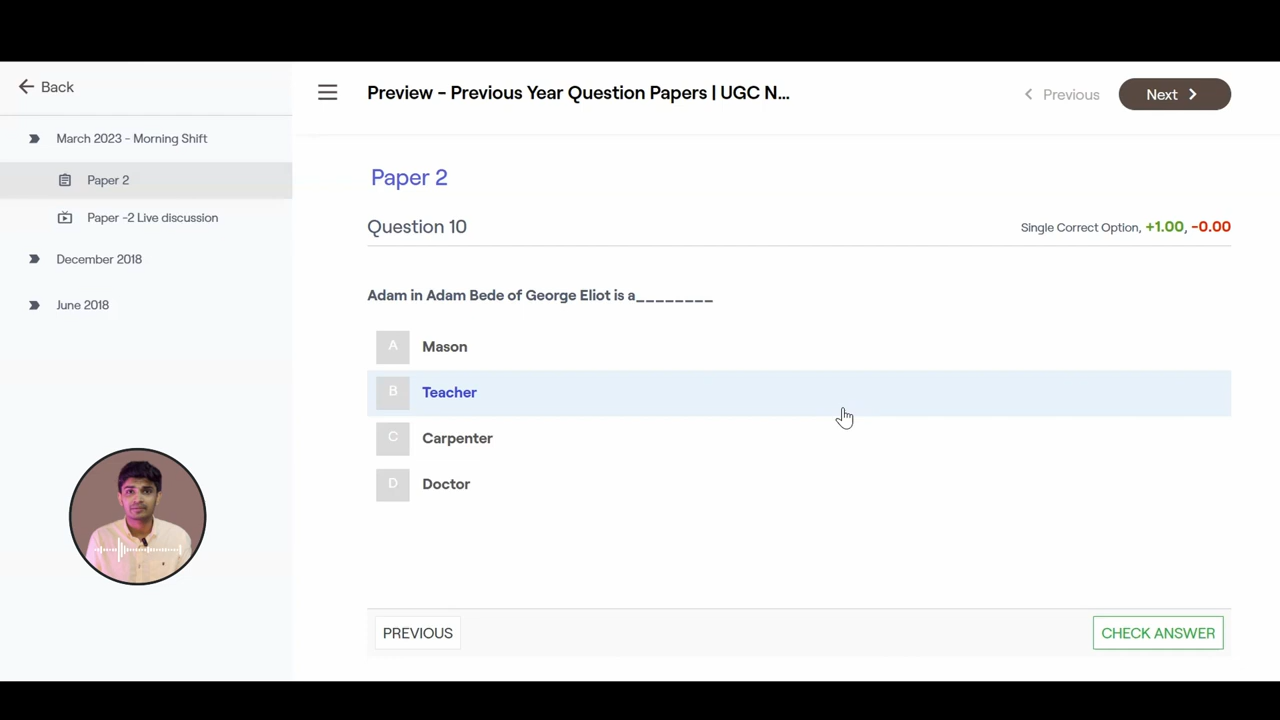 Back
Preview - Previous Year Question Papers | UGC N...
Previous
Next
March 2023 - Morning Shift
Paper 2
Paper -2 Live discussion
December 2018
June 2018
Paper 2
Question 10
Single Correct Option, +1.00, -0.00
Adam in Adam Bede of George Eliot is a________
A Mason
B Teacher
C Carpenter
D Doctor
PREVIOUS
CHECK ANSWER